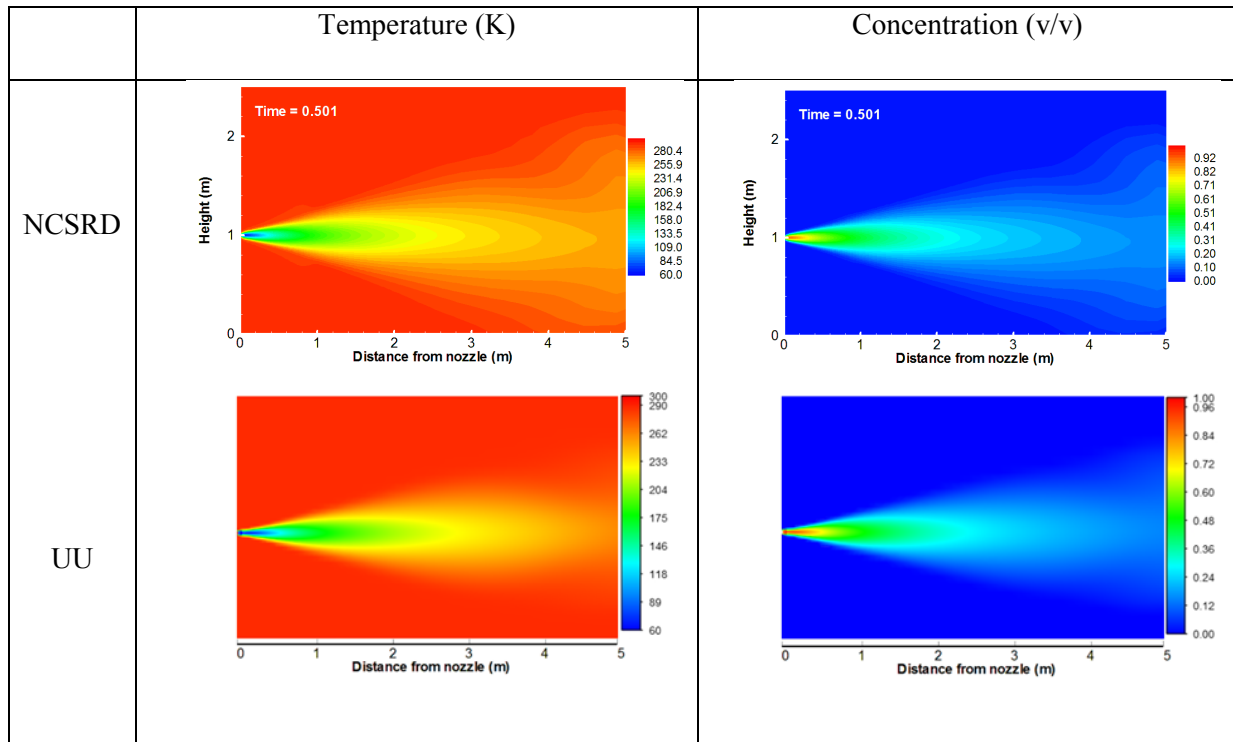 Temperature (K)
Concentration (v/v)
NCSRD
Time = 0.501
Height (m)
2
1
0
0 1 2 3 4 5
Distance from nozzle (m)
280.4
255.9
231.4
206.9
182.4
158.0
133.5
109.0
84.5
60.0
Time = 0.501
Height (m)
2
1
0
0 1 2 3 4 5
Distance from nozzle (m)
0.92
0.82
0.71
0.61
0.51
0.41
0.31
0.20
0.10
0.00
UU
300
290
262
233
204
175
146
118
89
60
0 1 2 3 4 5
Distance from nozzle (m)
1.00
0.96
0.84
0.72
0.60
0.48
0.36
0.24
0.12
0.00
0 1 2 3 4 5
Distance from nozzle (m)